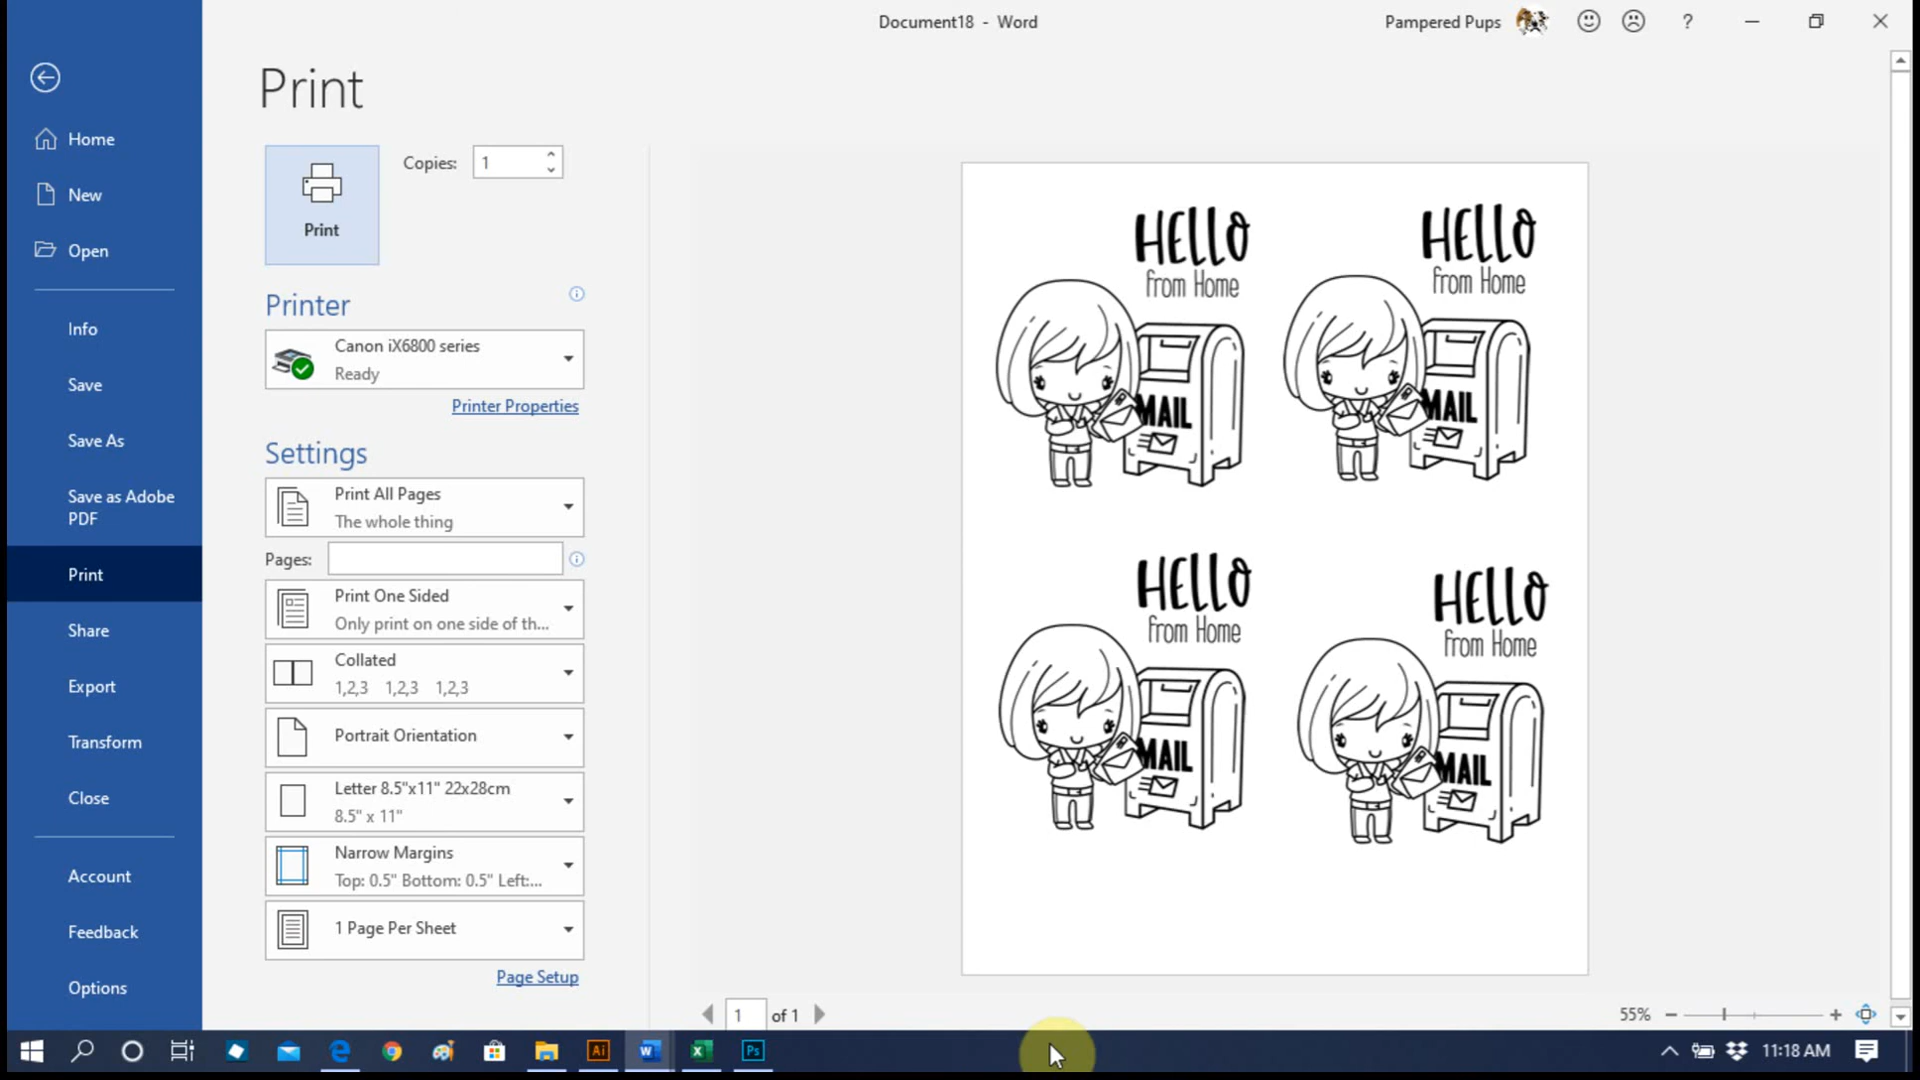 Document18 - Word
Pampered Pups
?
Print
Home
New
Open
Info
Save
Save As
Save as Adobe
PDF
Print
Share
Export
Transform
Close
Account
Feedback
Options
Print
Copies: 1
Printer
Canon iX6800 series
Ready
Printer Properties
Settings
Print All Pages
The whole thing
Pages:
Print One Sided
Only print on one side of th...
Collated
1,2,3 1,2,3 1,2,3
Portrait Orientation
Letter 8.5"x11" 22x28cm
8.5" x 11"
Narrow Margins
Top: 0.5" Bottom: 0.5" Left:...
1 Page Per Sheet
Page Setup
HELLO
from Home
MAIL
HELLO
from Home
MAIL
HELLO
from Home
MAIL
HELLO
from Home
MAIL
1 of 1
55%
Ai
W
X
Ps
11:18 AM